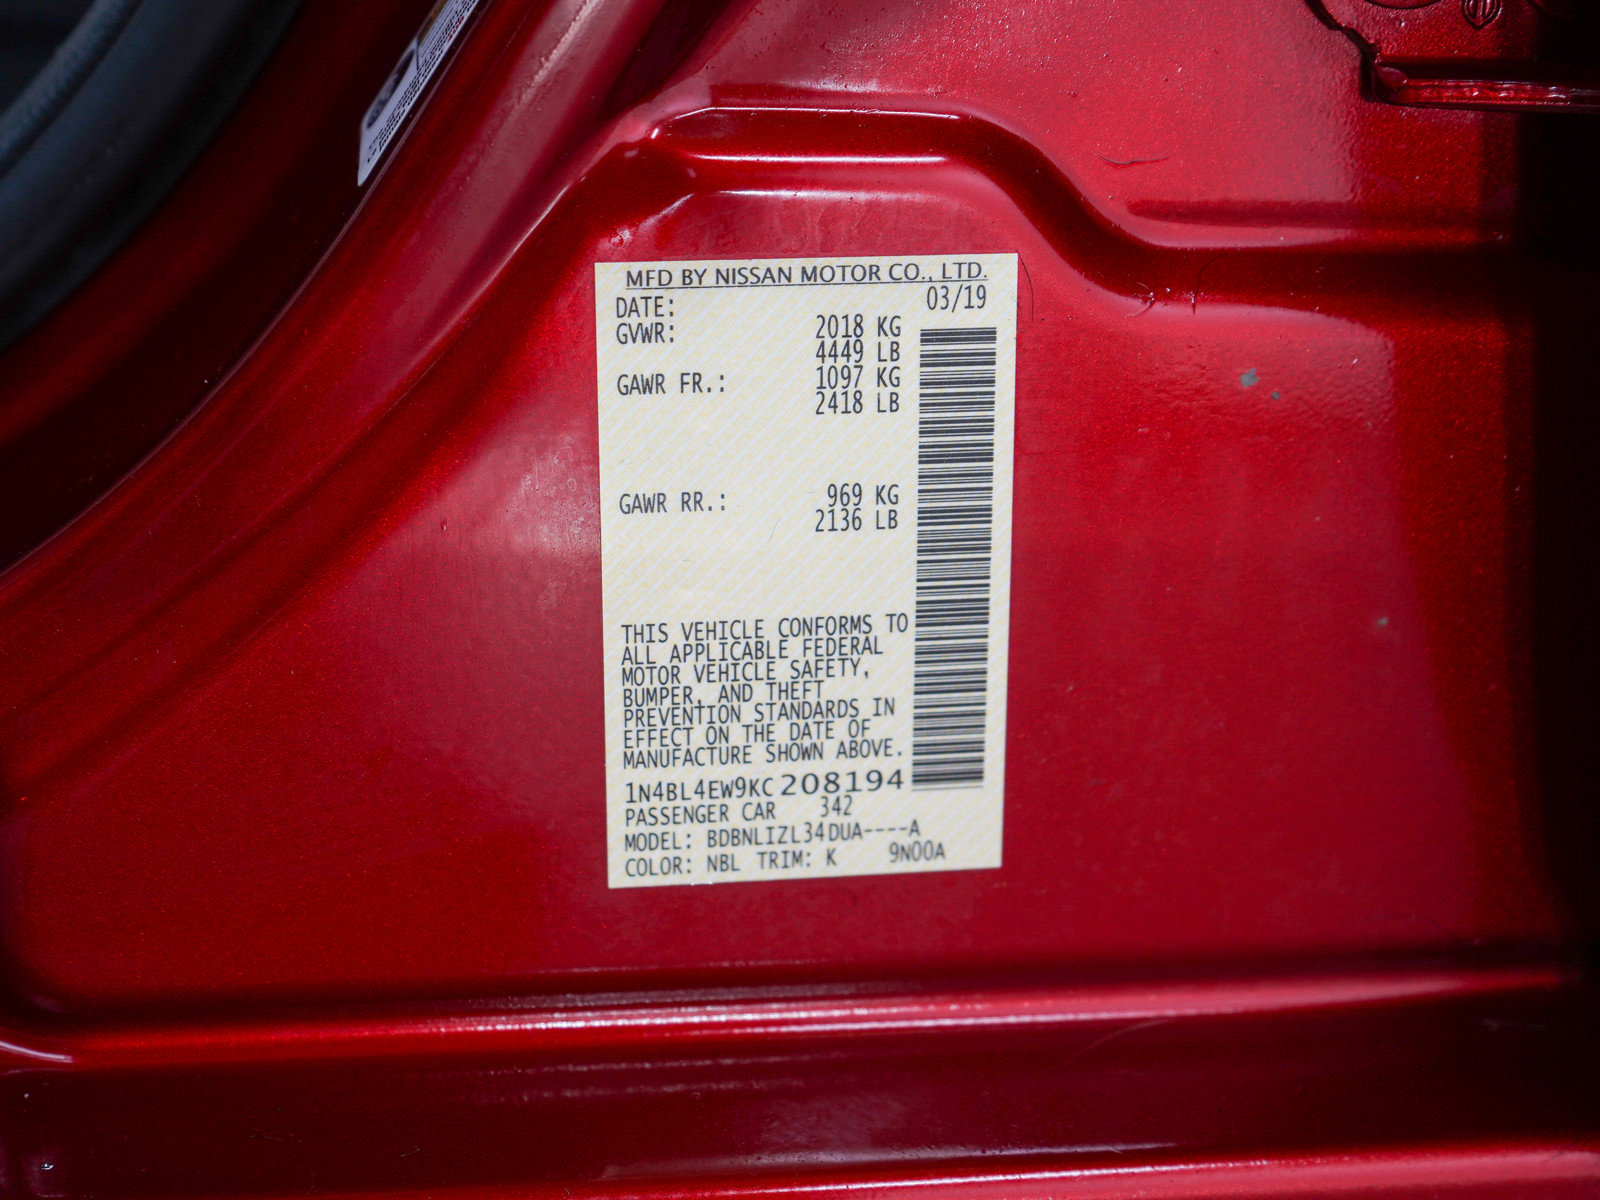 MFD BY NISSAN MOTOR CO., LTD.
DATE: 03/19
GVWR: 2018 KG
4449 LB
GAWR FR.: 1097 KG
2418 LB
GAWR RR.: 969 KG
2136 LB
THIS VEHICLE CONFORMS TO
ALL APPLICABLE FEDERAL
MOTOR VEHICLE SAFETY,
BUMPER, AND THEFT
PREVENTION STANDARDS IN
EFFECT ON THE DATE OF
MANUFACTURE SHOWN ABOVE.
1N4BL4EW9KC208194
PASSENGER CAR 342
MODEL: BDBNLIZL34DUA----A
COLOR: NBL TRIM: K 9N00A